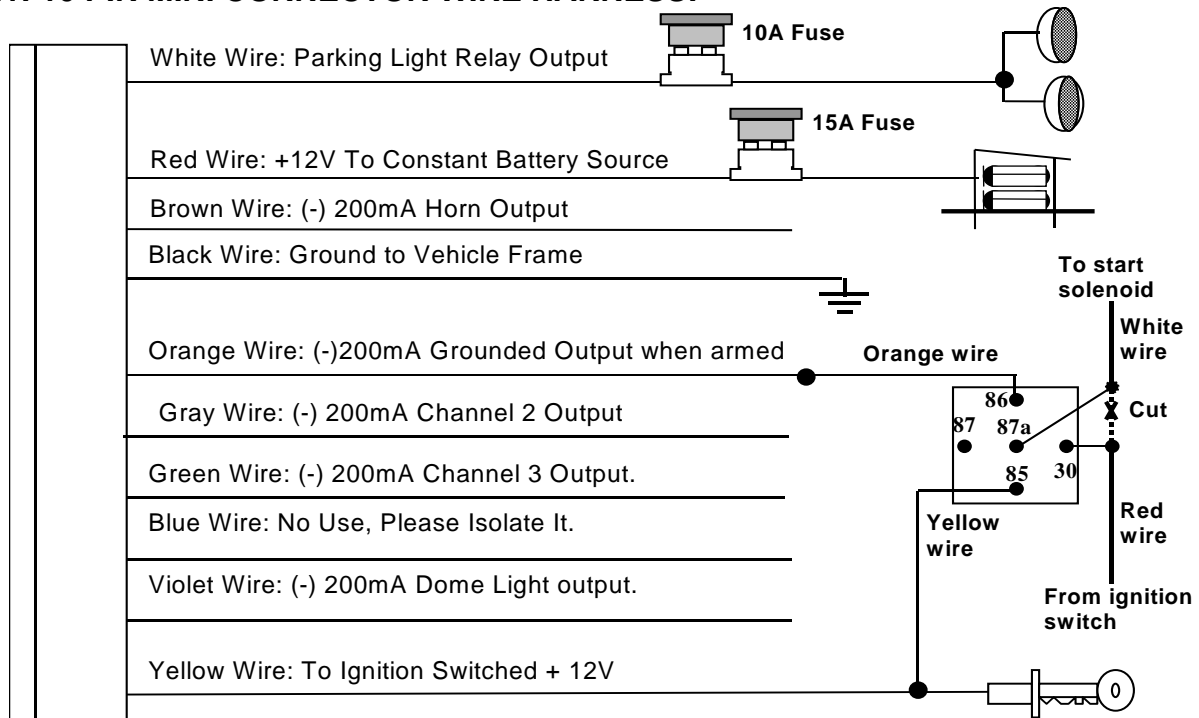 10A Fuse
White Wire: Parking Light Relay Output
15A Fuse
Red Wire: +12V To Constant Battery Source
Brown Wire: (-) 200mA Horn Output
Black Wire: Ground to Vehicle Frame
To start
solenoid
White
wire
Orange Wire: (-)200mA Grounded Output when armed
Orange wire
86
Cut
Gray Wire: (-) 200mA Channel 2 Output
87
87a
85
30
Green Wire: (-) 200mA Channel 3 Output.
Blue Wire: No Use, Please Isolate It.
Yellow
wire
Red
wire
Violet Wire: (-) 200mA Dome Light output.
From ignition
switch
Yellow Wire: To Ignition Switched + 12V